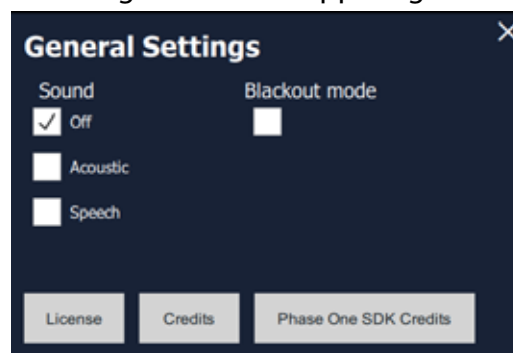 General Settings
Sound
Blackout mode
Off
Acoustic
Speech
License
Credits
Phase One SDK Credits